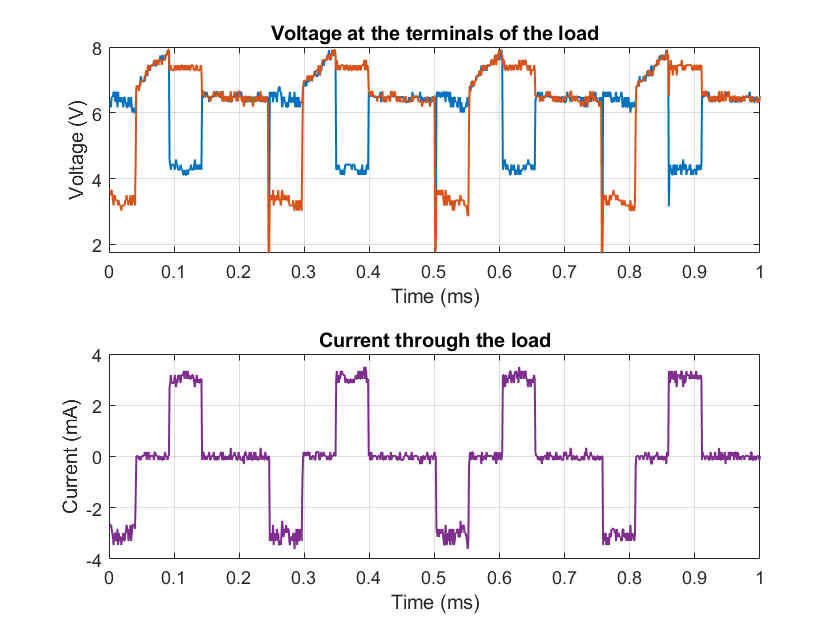 Voltage at the terminals of the load
8
6
4
2
Voltage (V)
0 0.1 0.2 0.3 0.4 0.5 0.6 0.7 0.8 0.9 1
Time (ms)
Current through the load
4
2
0
-2
-4
Current (mA)
0 0.1 0.2 0.3 0.4 0.5 0.6 0.7 0.8 0.9 1
Time (ms)